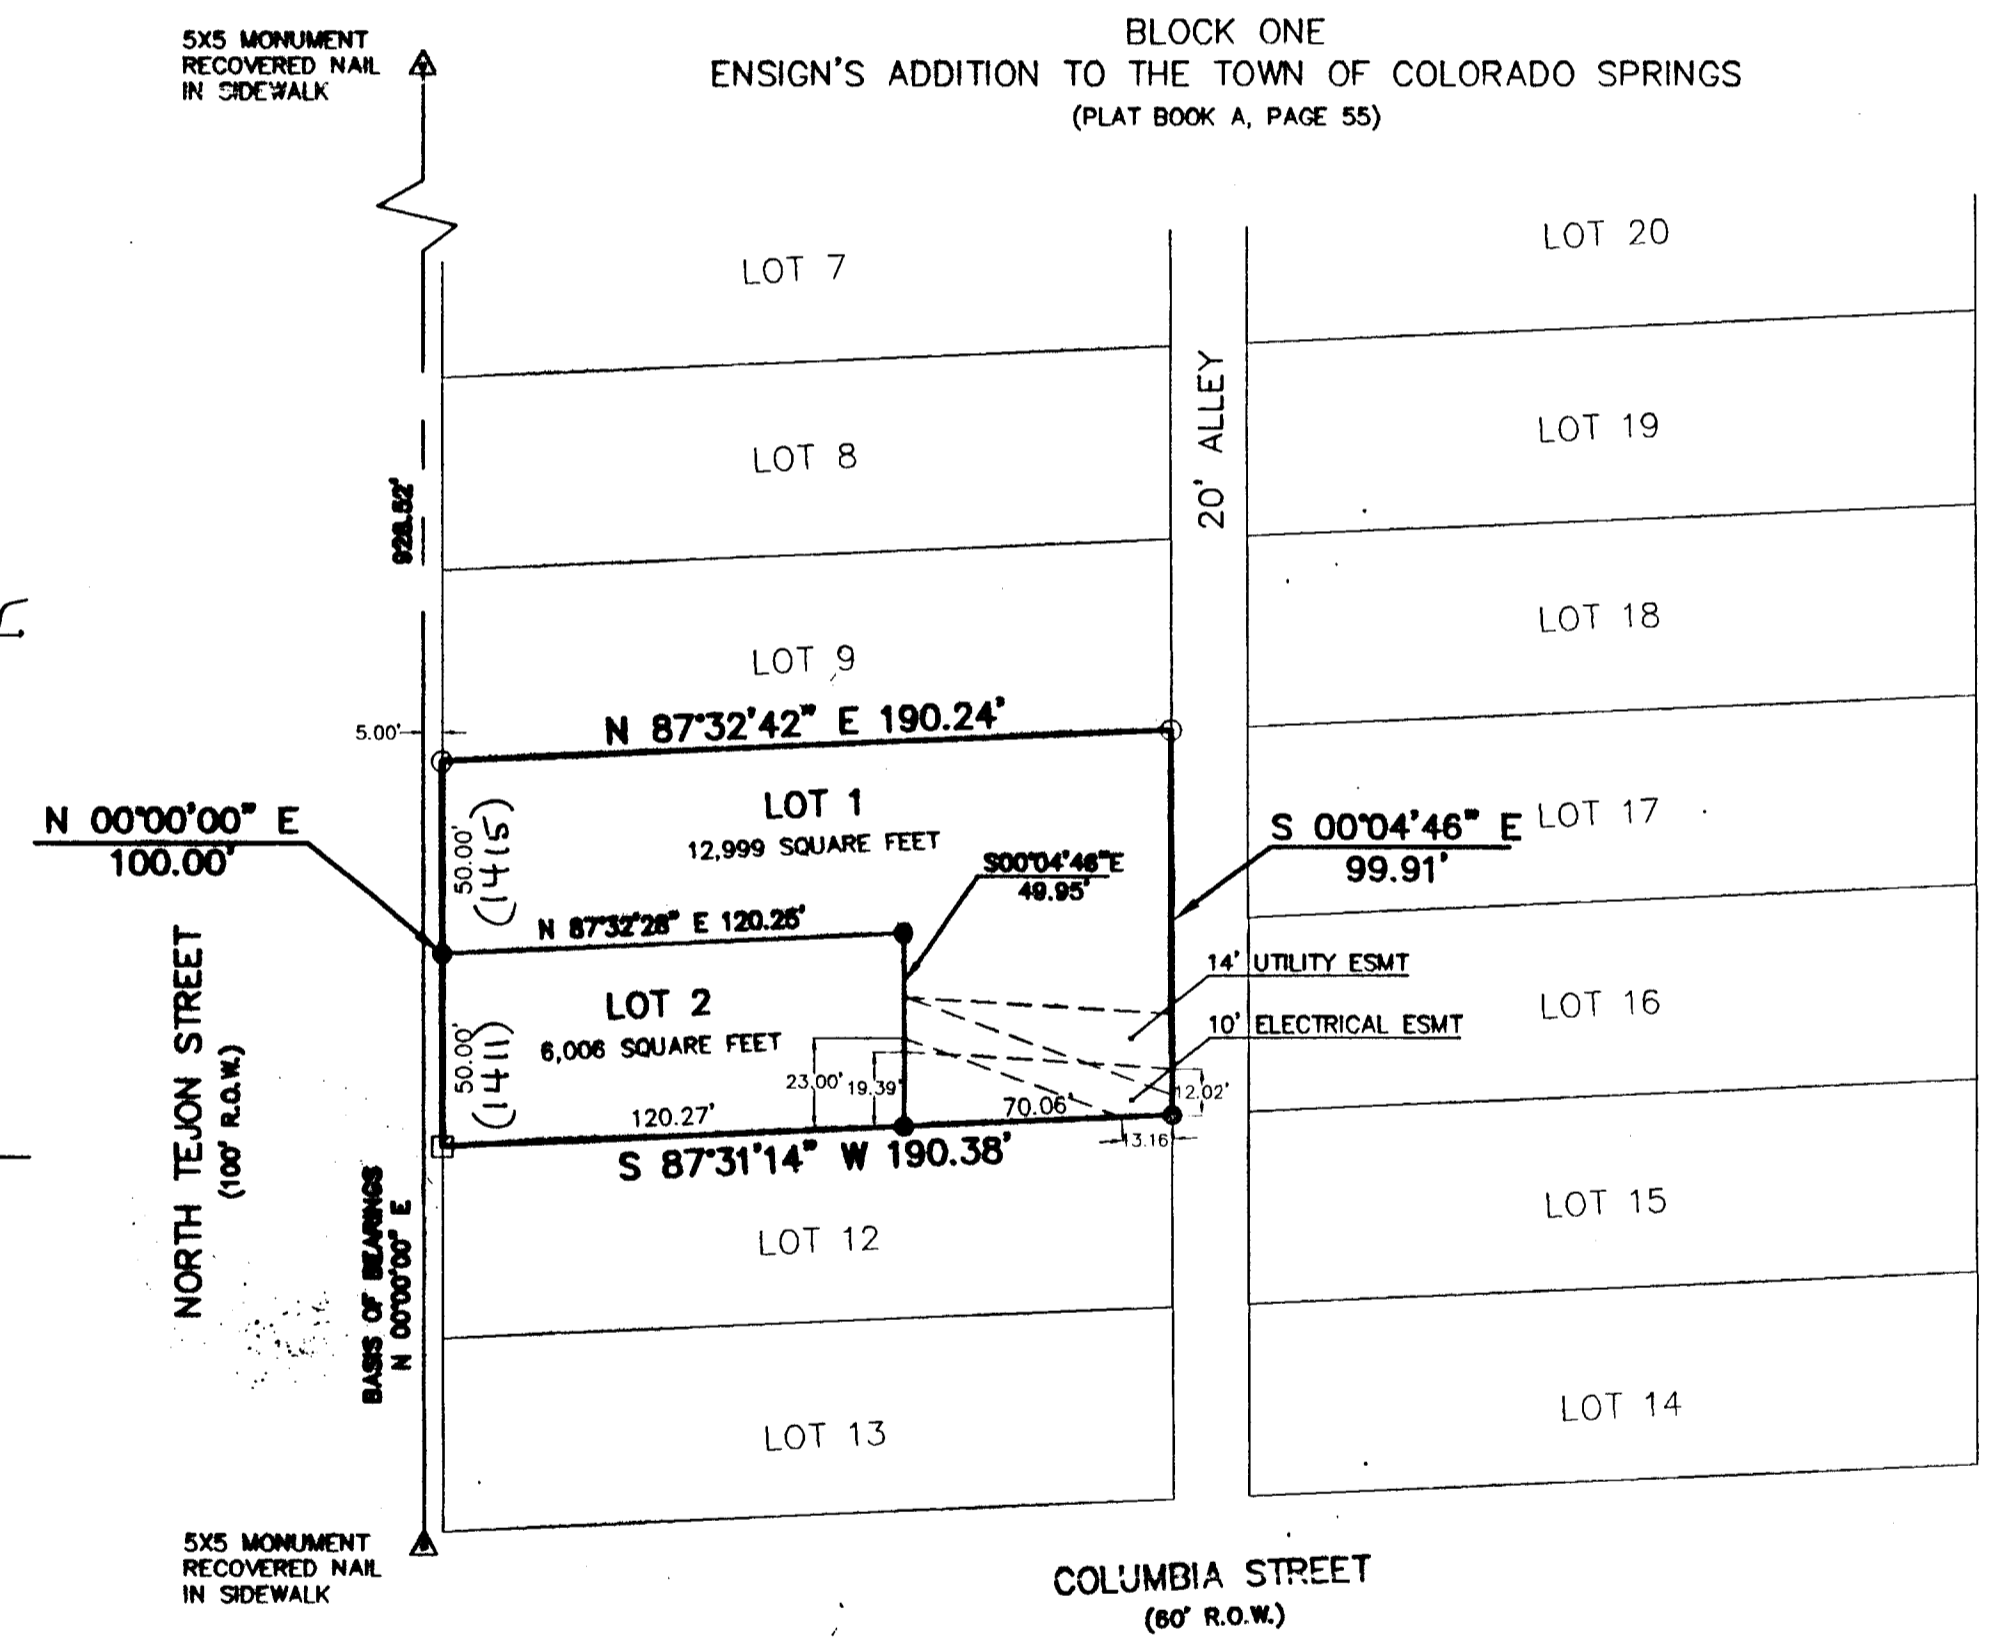 BLOCK ONE
ENSIGN'S ADDITION TO THE TOWN OF COLORADO SPRINGS
(PLAT BOOK A, PAGE 55)
5X5 MONUMENT
RECOVERED NAIL
IN SIDEWALK
LOT 7
LOT 20
20' ALLEY
LOT 8
LOT 19
928.52'
LOT 9
LOT 18
5.00'
N 87°32'42" E 190.24'
N 00°00'00" E
100.00'
50.00'
(1415)
LOT 1
12,999 SQUARE FEET
S 00°04'46" E
99.91'
LOT 17
S00°04'46"E
49.95'
N 87°32'28" E 120.26'
NORTH TEJON STREET
(100' R.O.W.)
14' UTILITY ESMT
10' ELECTRICAL ESMT
LOT 16
LOT 2
6,006 SQUARE FEET
50.00'
(1411)
23.00'
19.39'
12.02'
120.27'
70.06'
13.16
S 87°31'14" W 190.38'
BASIS OF BEARINGS
N 00°00'00" E
LOT 12
LOT 15
LOT 13
LOT 14
5X5 MONUMENT
RECOVERED NAIL
IN SIDEWALK
COLUMBIA STREET
(60' R.O.W.)